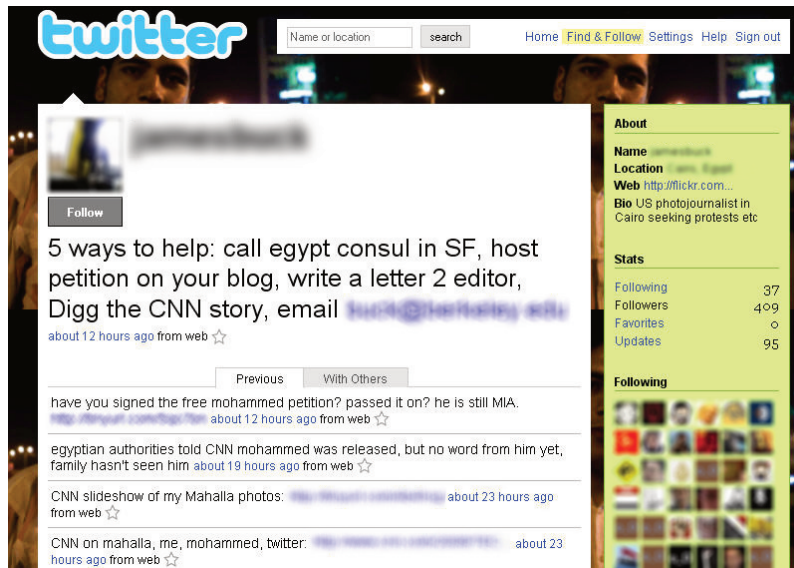 twitter
Name or location
search
Home Find & Follow Settings Help Sign out
Follow
5 ways to help: call egypt consul in SF, host
petition on your blog, write a letter 2 editor,
Digg the CNN story, email
about 12 hours ago from web
Previous
With Others
have you signed the free mohammed petition? passed it on? he is still MIA.
about 12 hours ago from web
egyptian authorities told CNN mohammed was released, but no word from him yet,
family hasn't seen him about 19 hours ago from web
CNN slideshow of my Mahalla photos: about 23 hours ago
from web
CNN on mahalla, me, mohammed, twitter: about 23
hours ago from web
About
Name
Location
Web http://flickr.com...
Bio US photojournalist in
Cairo seeking protests etc
Stats
Following 37
Followers 409
Favorites 0
Updates 95
Following